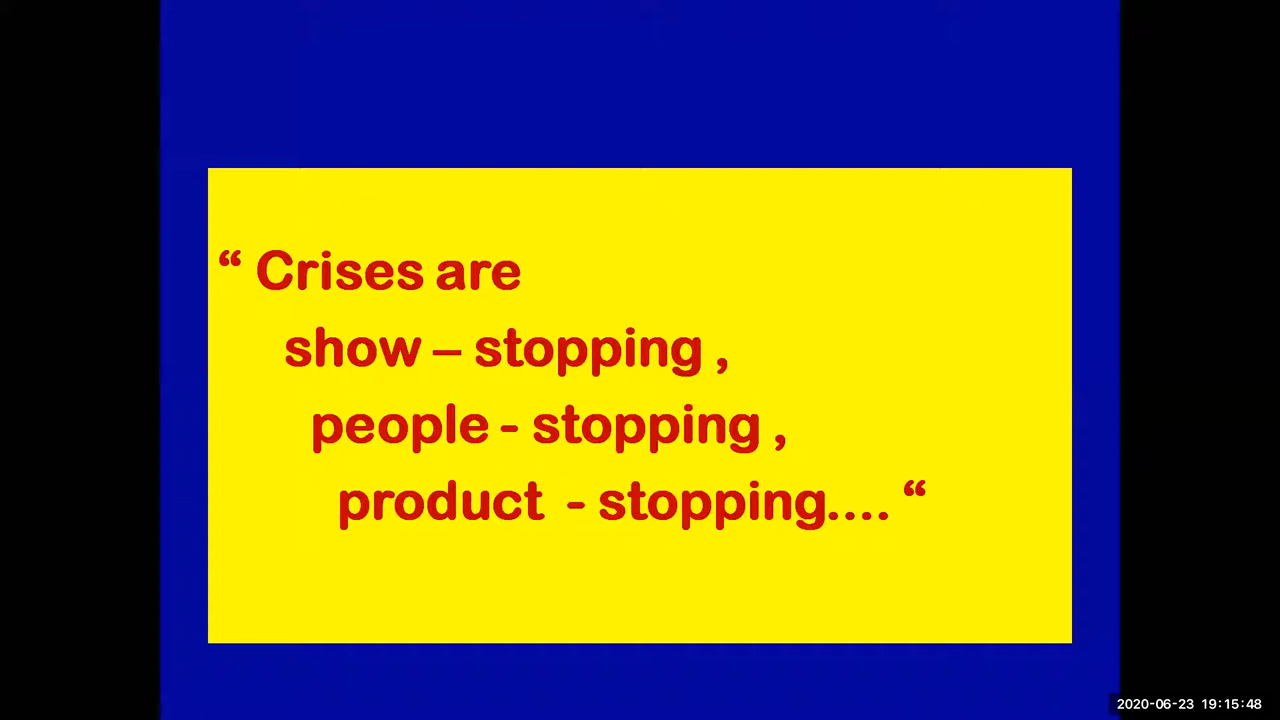 “ Crises are
show – stopping ,
people - stopping ,
product - stopping.... “
2020-06-23 19:15:48